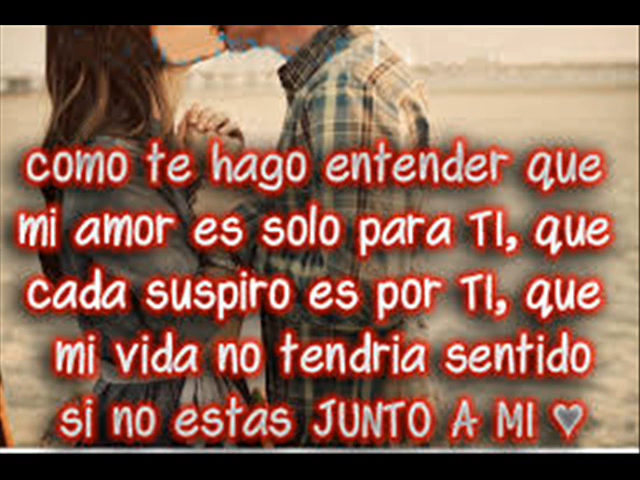 como te hago entender que
mi amor es solo para TI, que
cada suspiro es por TI, que
mi vida no tendria sentido
si no estas JUNTO A MI ♥